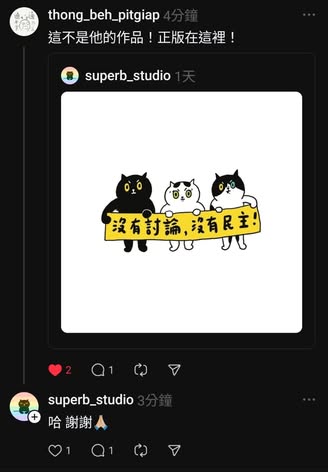 thong_beh_pitgiap 4分鐘
這不是他的作品！正版在這裡！
superb_studio 1天
沒有討論,沒有民主!
2 1
superb_studio 3分鐘
哈 謝謝🙏🏻
1 1